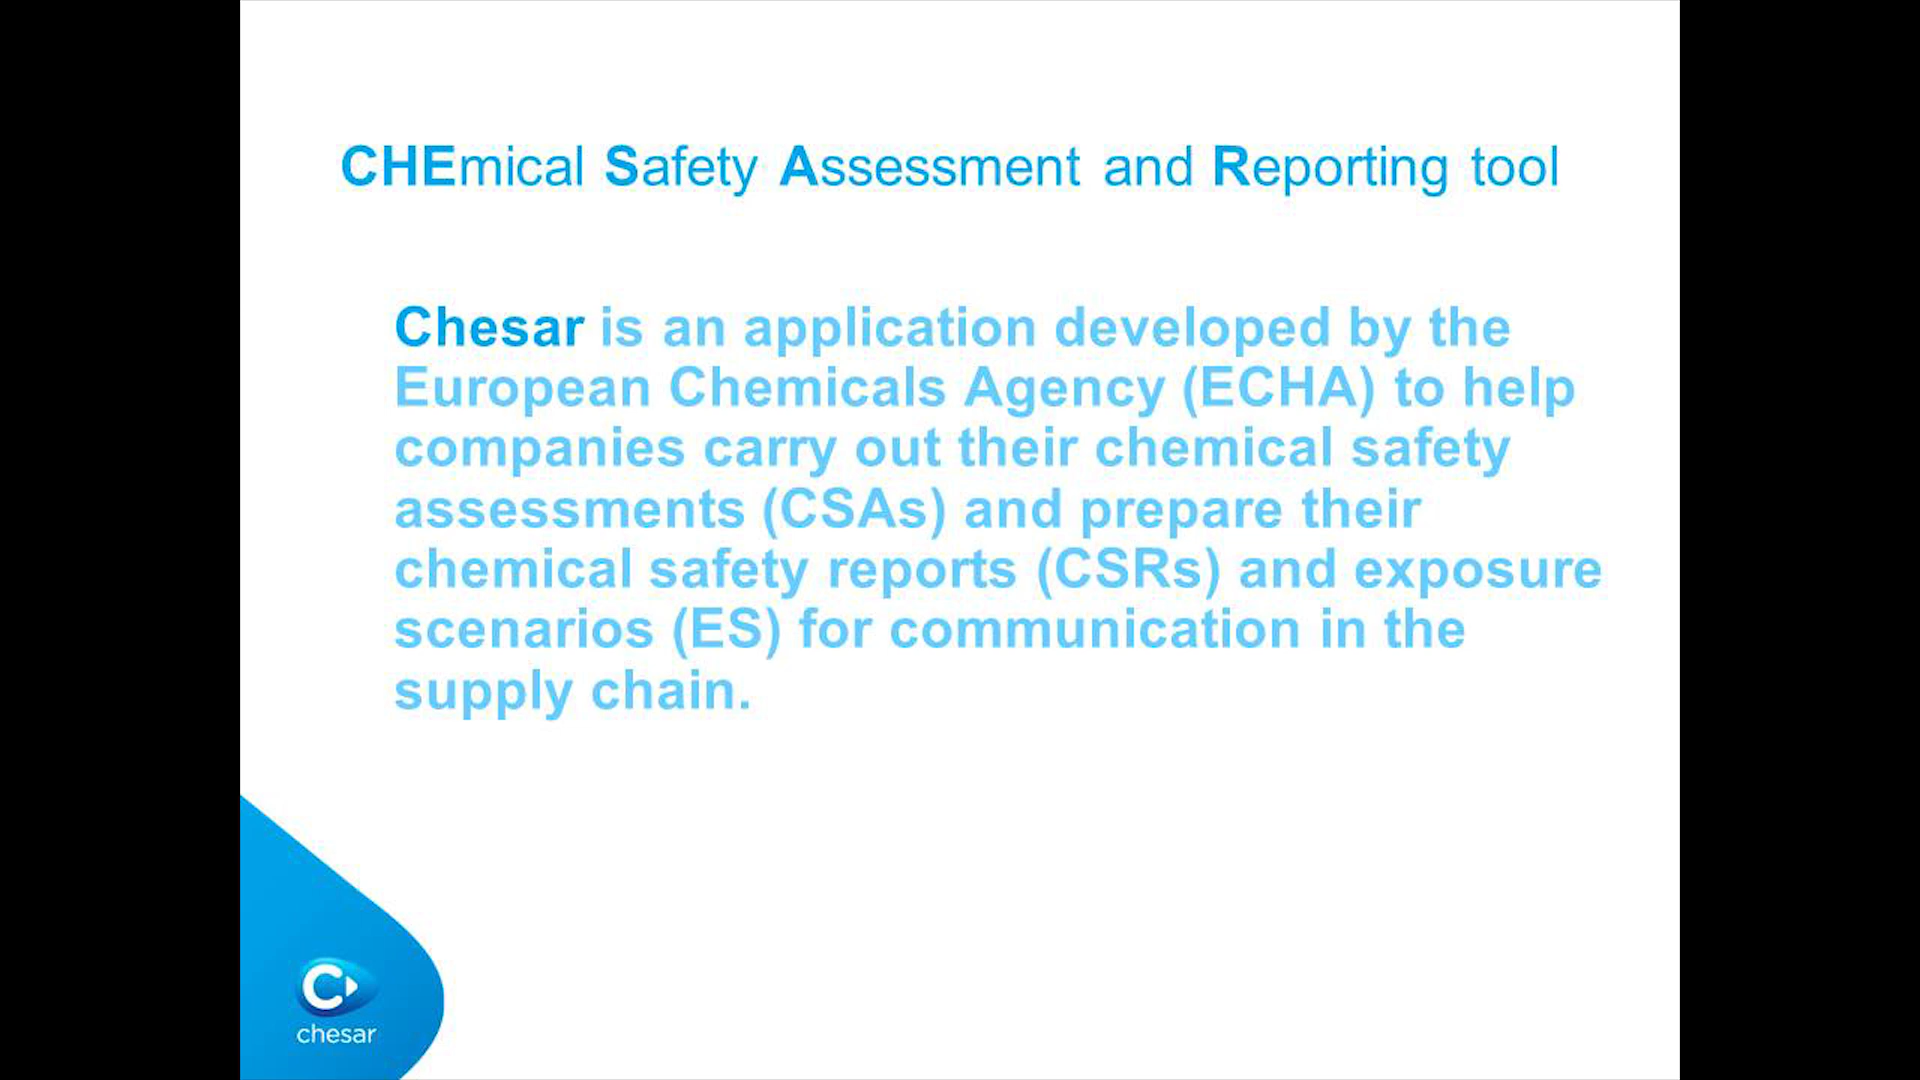 CHEmical Safety Assessment and Reporting tool
Chesar is an application developed by the
European Chemicals Agency (ECHA) to help
companies carry out their chemical safety
assessments (CSAs) and prepare their
chemical safety reports (CSRs) and exposure
scenarios (ES) for communication in the
supply chain.
C
chesar